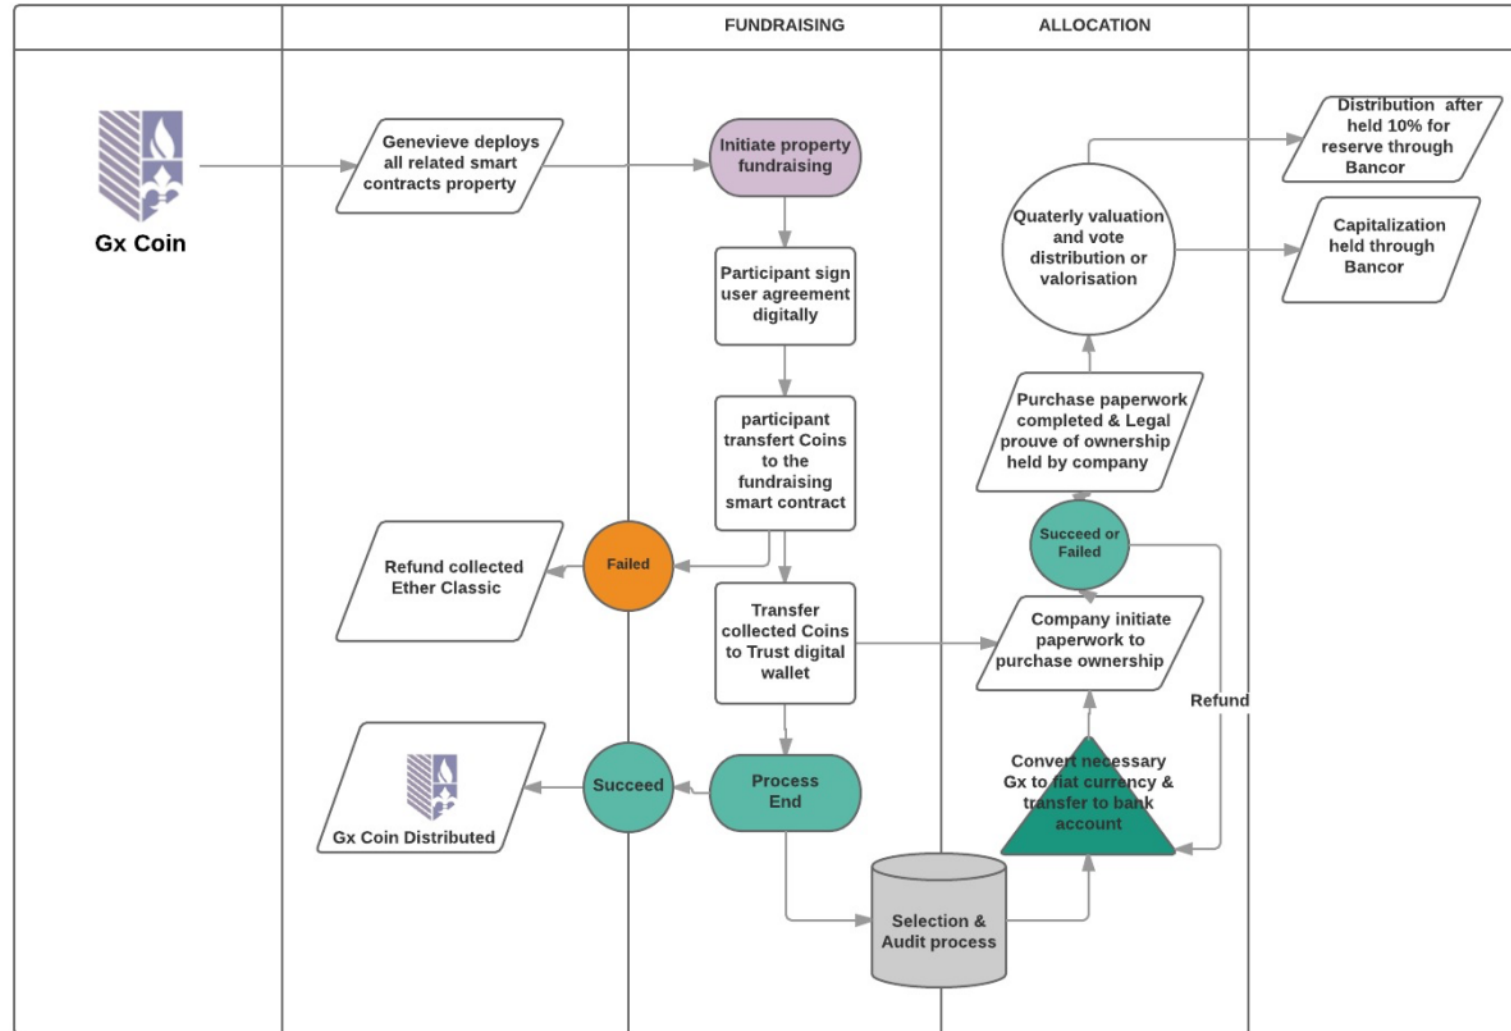 FUNDRAISING
ALLOCATION
Gx Coin
Genevieve deploys
all related smart
contracts property
Initiate property
fundraising
Participant sign
user agreement
digitally
participant
transfert Coins
to the
fundraising
smart contract
Failed
Refund collected
Ether Classic
Transfer
collected Coins
to Trust digital
wallet
Process
End
Succeed
Gx Coin Distributed
Selection &
Audit process
Convert necessary
Gx to fiat currency &
transfer to bank
account
Company initiate
paperwork to
purchase ownership
Succeed or
Failed
Refund
Purchase paperwork
completed & Legal
prouve of ownership
held by company
Quaterly valuation
and vote
distribution or
valorisation
Distribution after
held 10% for
reserve through
Bancor
Capitalization
held through
Bancor